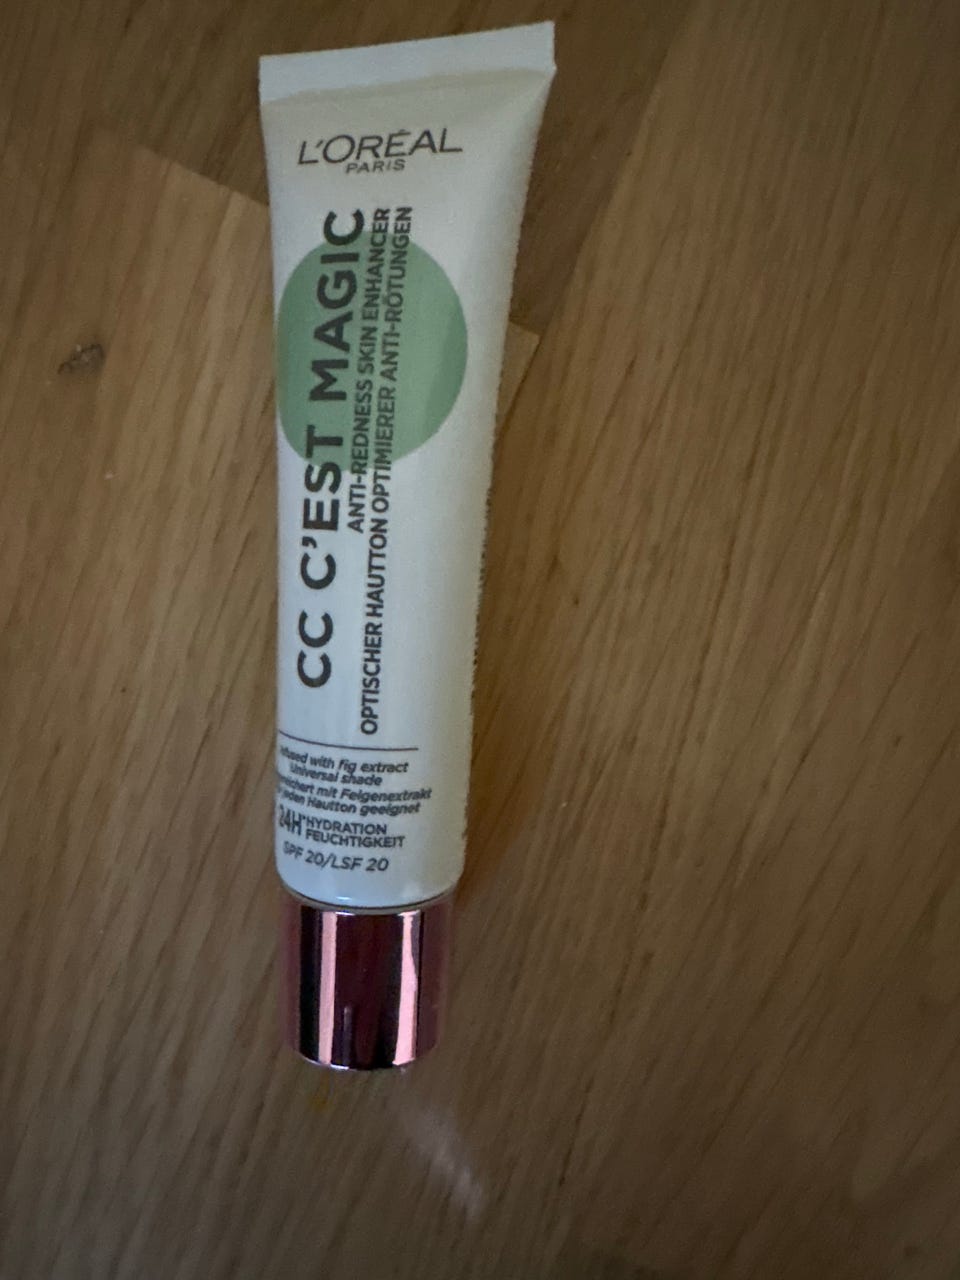 L'ORÉAL
PARIS
CC C'EST MAGIC
ANTI-REDNESS SKIN ENHANCER
OPTISCHER HAUTTON OPTIMIERER ANTI-RÖTUNGEN
with fig extract
Universal shade
mit Feigenextrakt
jeden Hautton geeignet
24H* HYDRATION
FEUCHTIGKEIT
SPF 20/LSF 20